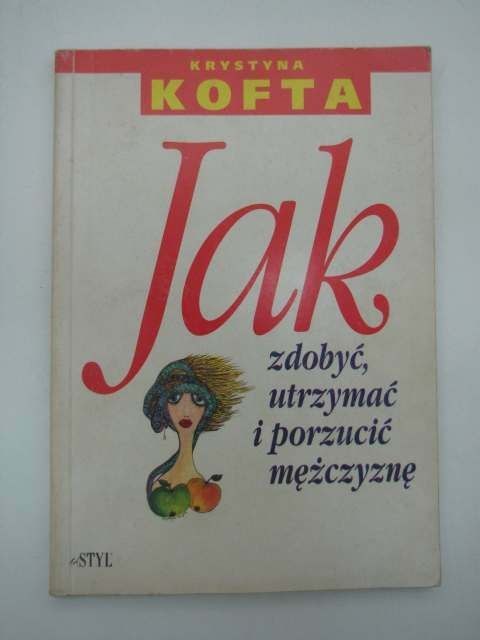 KRYSTYNA
KOFTA
Jak
zdobyć,
utrzymać
i porzucić
mężczyznę
STYL